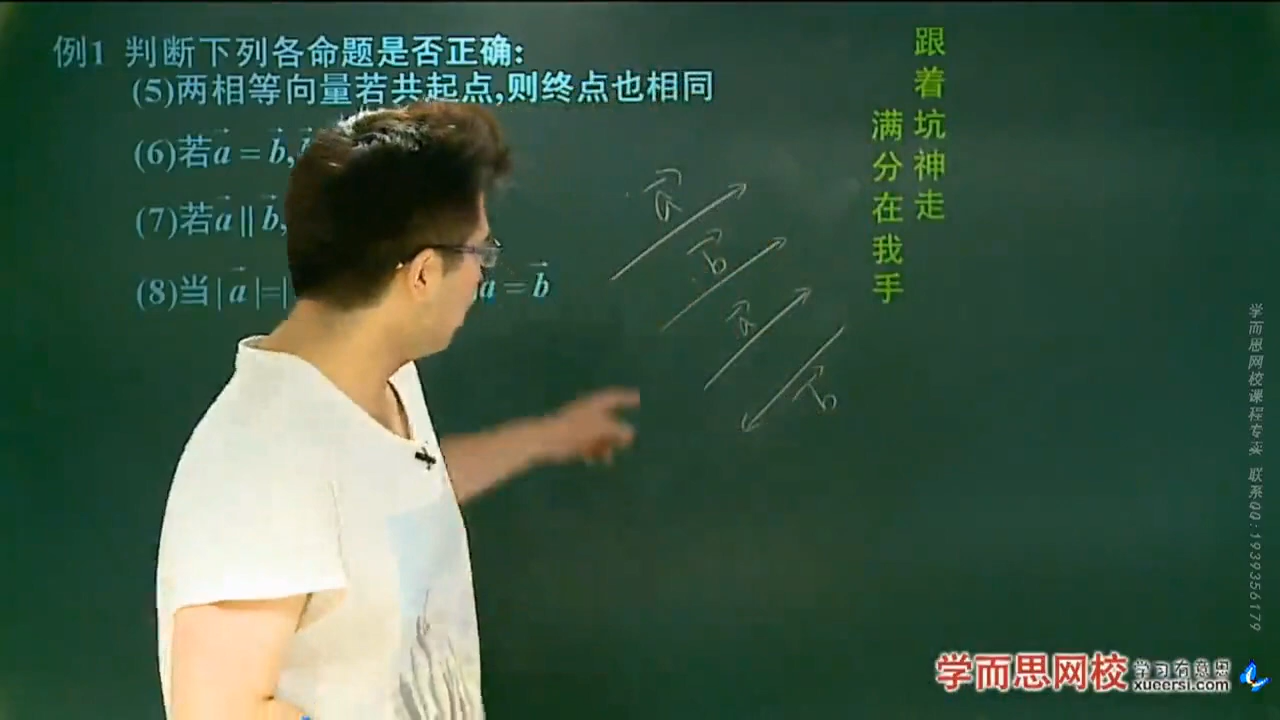 例1 判断下列各命题是否正确:
(5)两相等向量若共起点,则终点也相同
(6)若a = b,
(7)若a ∥ b,
(8)当|a|=| a = b
a
b
a
b
跟着坑神走
满分在我手
学而思网校课程专卖 联系QQ:1939356179
学而思网校 学习有意思
xueersi.com